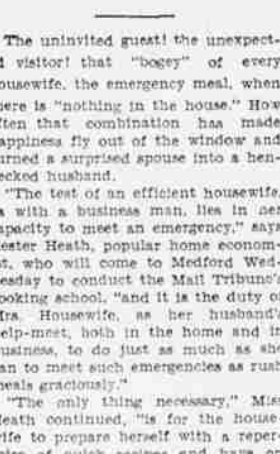 The uninvited guest! the unexpect-
d visitor! that "bogey" of every
ousewife, the emergency meal, when
here is "nothing in the house." How
ften that combination has made
appiness fly out of the window and
urned a surprised spouse into a hen-
ecked husband.
"The test of an efficient housewife,
s with a business man, lies in her
apacity to meet an emergency," says
ester Heath, popular home econom-
st, who will come to Medford Wed-
esday to conduct the Mail Tribune's
ooking school, "and it is the duty o
Mrs. Housewife, as her husband's
elp-meet, both in the home and in
usiness, to do just as much as she
an to meet such emergencies as rush
meals graciously."
"The only thing necessary," Miss
Heath continued, "is for the house-
wife to prepare herself with a reper-